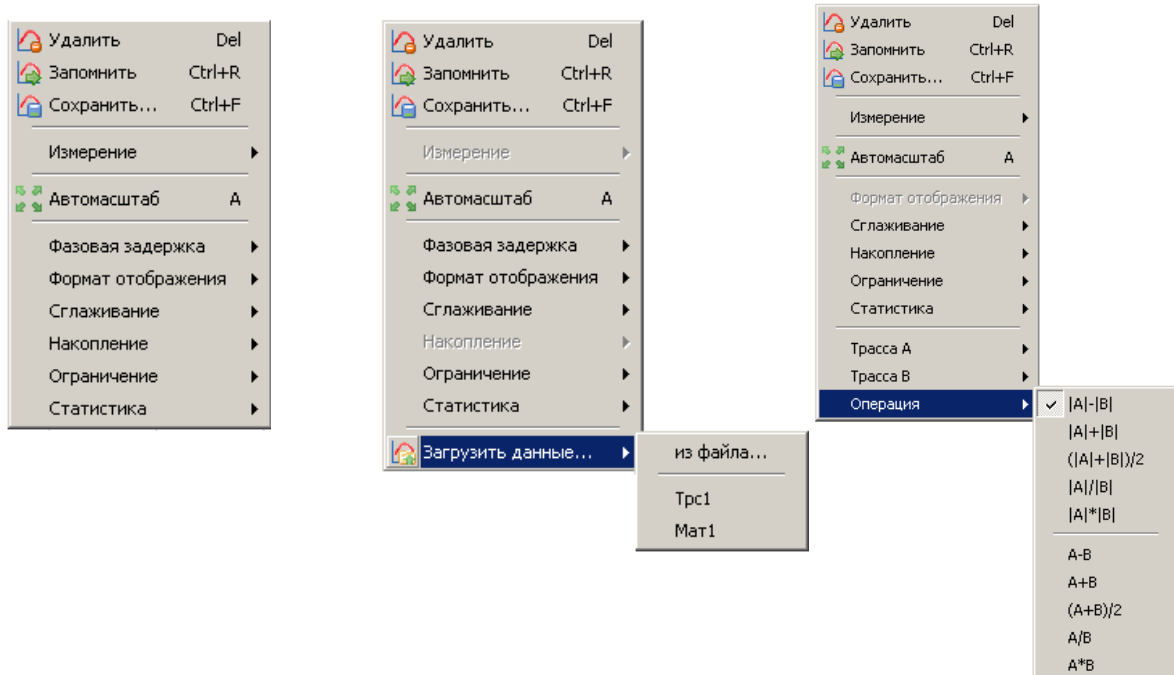 Удалить Del
Запомнить Ctrl+R
Сохранить... Ctrl+F
Измерение
Автомасштаб A
Фазовая задержка
Формат отображения
Сглаживание
Накопление
Ограничение
Статистика
Удалить Del
Запомнить Ctrl+R
Сохранить... Ctrl+F
Измерение
Автомасштаб A
Фазовая задержка
Формат отображения
Сглаживание
Накопление
Ограничение
Статистика
Загрузить данные...
из файла...
Трс1
Мат1
Удалить Del
Запомнить Ctrl+R
Сохранить... Ctrl+F
Измерение
Автомасштаб A
Формат отображения
Сглаживание
Накопление
Ограничение
Статистика
Трасса A
Трасса B
Операция
|A|-|B|
|A|+|B|
(|A|+|B|)/2
|A|/|B|
|A|*|B|
A-B
A+B
(A+B)/2
A/B
A*B